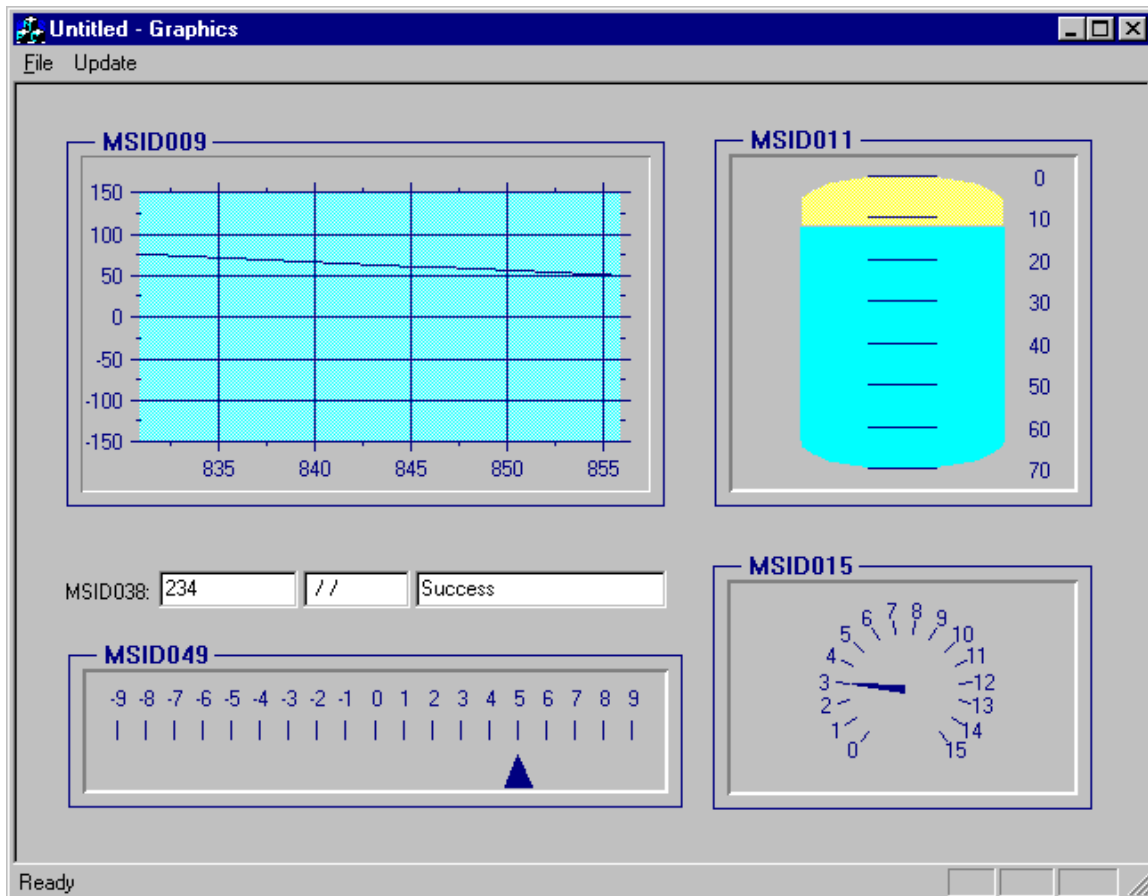 Untitled - Graphics
File Update
MSID009
150
100
50
0
-50
-100
-150
835 840 845 850 855
MSID011
0
10
20
30
40
50
60
70
MSID038: 234 / / Success
MSID049
-9 -8 -7 -6 -5 -4 -3 -2 -1 0 1 2 3 4 5 6 7 8 9
MSID015
0 1 2 3 4 5 6 7 8 9 10 11 12 13 14 15
Ready